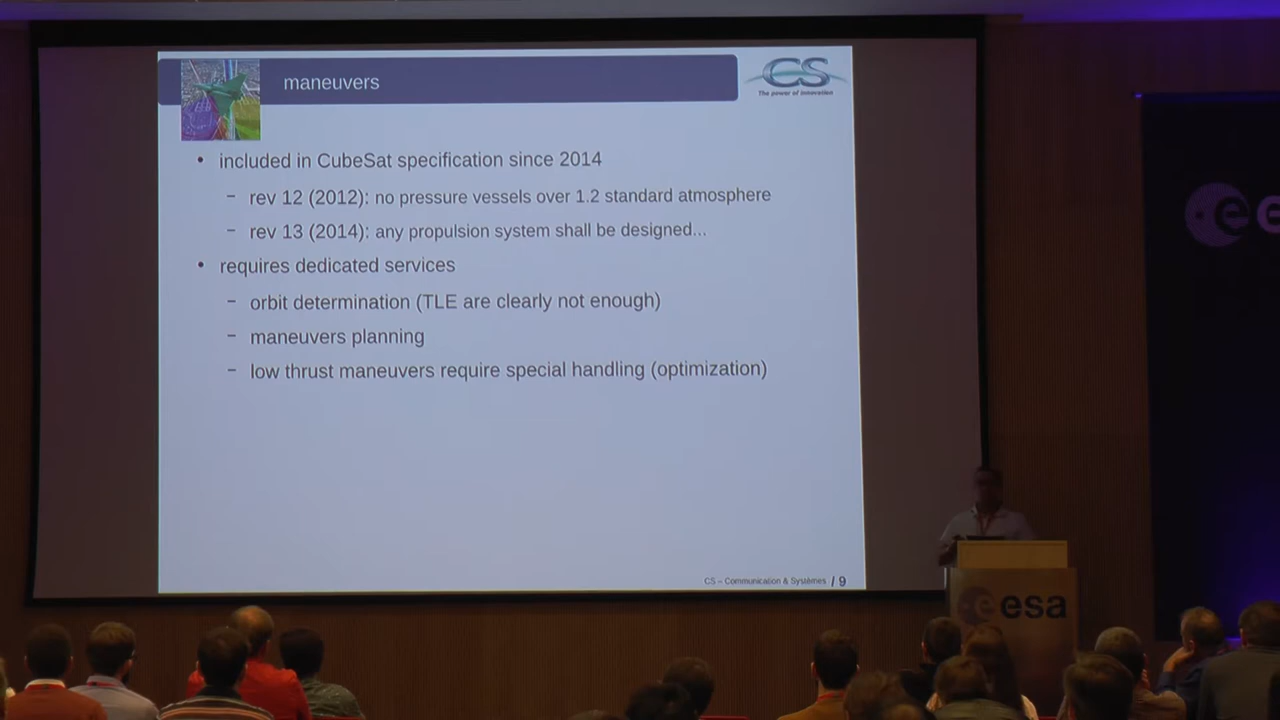 maneuvers
CS
The power of innovation
• included in CubeSat specification since 2014
– rev 12 (2012): no pressure vessels over 1.2 standard atmosphere
– rev 13 (2014): any propulsion system shall be designed...
• requires dedicated services
– orbit determination (TLE are clearly not enough)
– maneuvers planning
– low thrust maneuvers require special handling (optimization)
CS – Communication & Systèmes / 9
esa
e